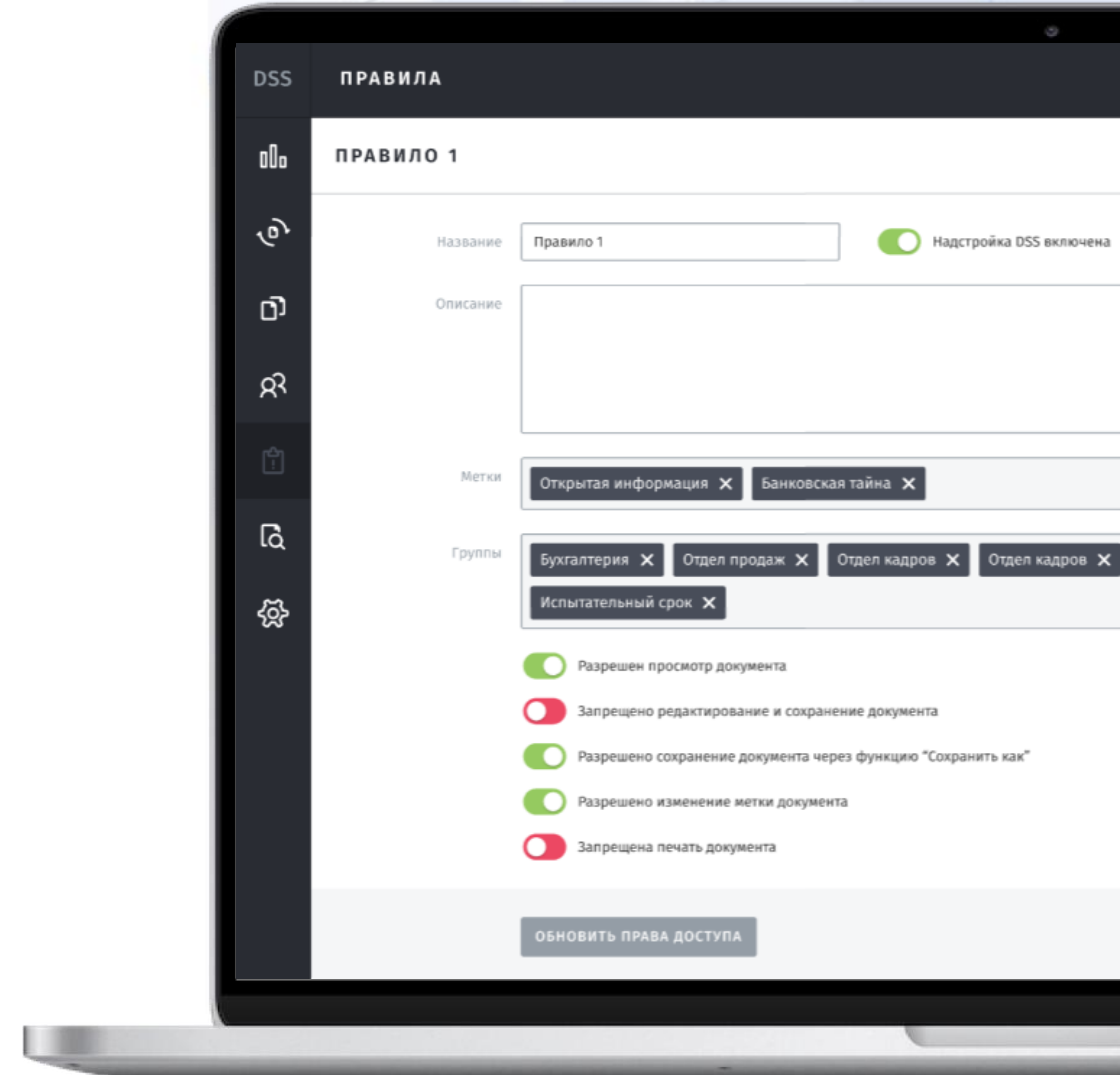 DSS ПРАВИЛА
ПРАВИЛО 1
Название Правило 1 Надстройка DSS включена
Описание
Метки Открытая информация Банковская тайна
Группы Бухгалтерия Отдел продаж Отдел кадров Отдел кадров
Испытательный срок
Разрешен просмотр документа
Запрещено редактирование и сохранение документа
Разрешено сохранение документа через функцию “Сохранить как”
Разрешено изменение метки документа
Запрещена печать документа
ОБНОВИТЬ ПРАВА ДОСТУПА